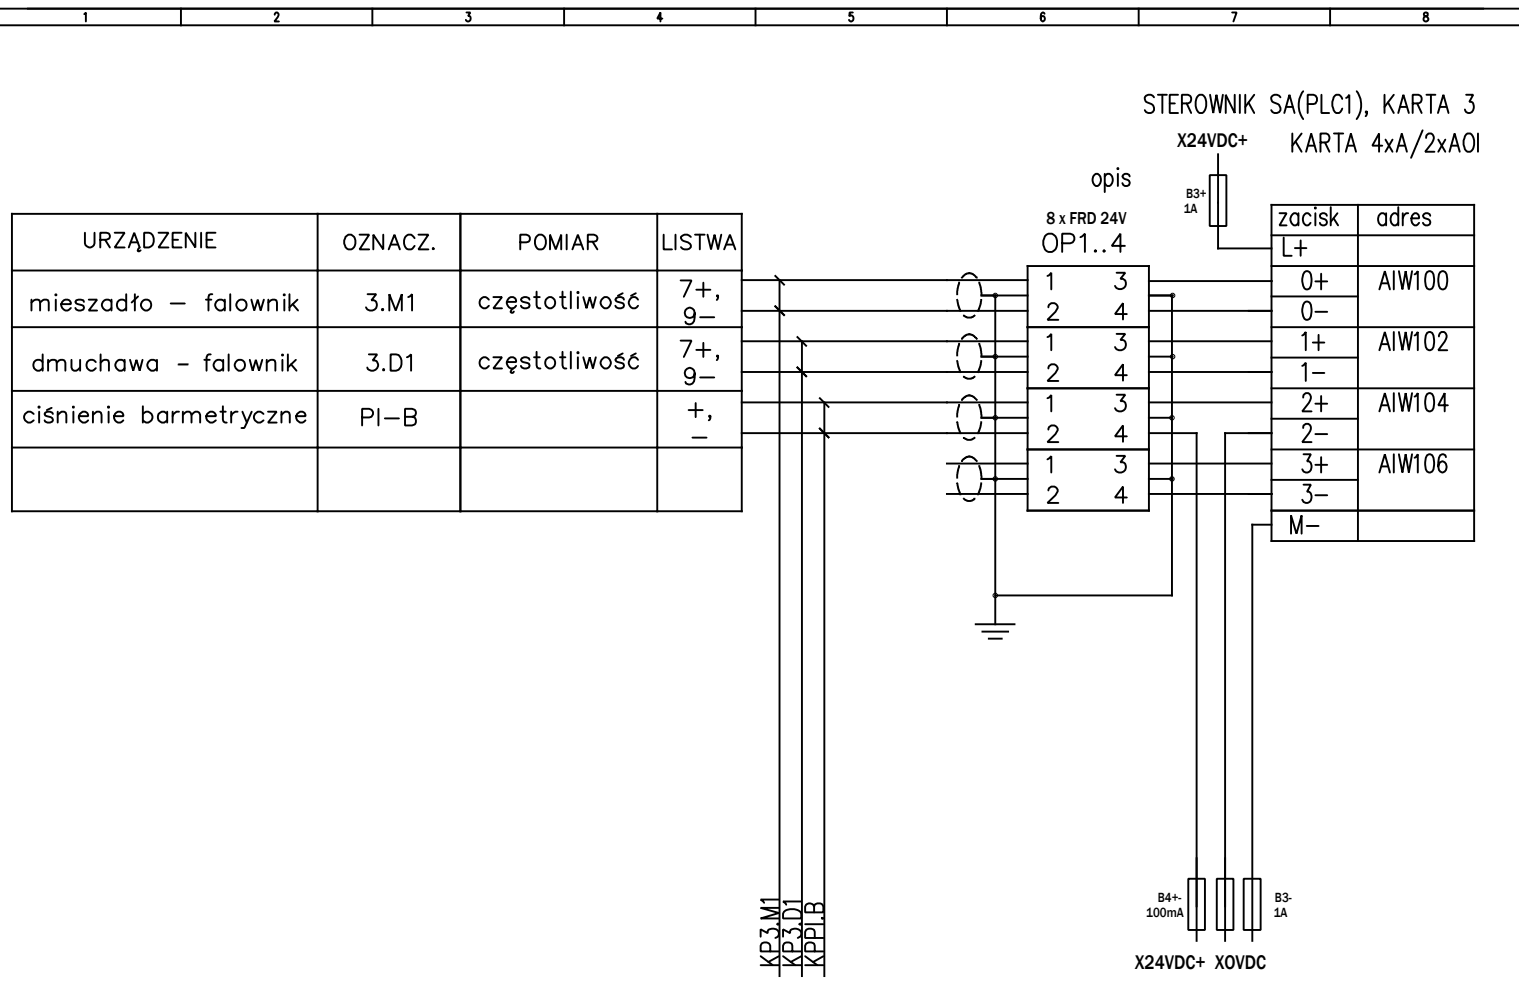 1 2 3 4 5 6 7 8
STEROWNIK SA(PLC1), KARTA 3
X24VDC+ KARTA 4xA/2xAOI
opis
B3+
1A
8 x FRD 24V
OP1..4
zacisk adres
L+
URZĄDZENIE OZNACZ. POMIAR LISTWA
mieszadło – falownik 3.M1 częstotliwość 7+,
9–
dmuchawa – falownik 3.D1 częstotliwość 7+,
9–
ciśnienie barmetryczne PI–B +,
–
1 3 0+ AIW100
2 4 0–
1 3 1+ AIW102
2 4 1–
1 3 2+ AIW104
2 4 2–
1 3 3+ AIW106
2 4 3–
M–
KP3.M1
KP3.D1
KPPI.B
B4+-
100mA
B3-
1A
X24VDC+ X0VDC